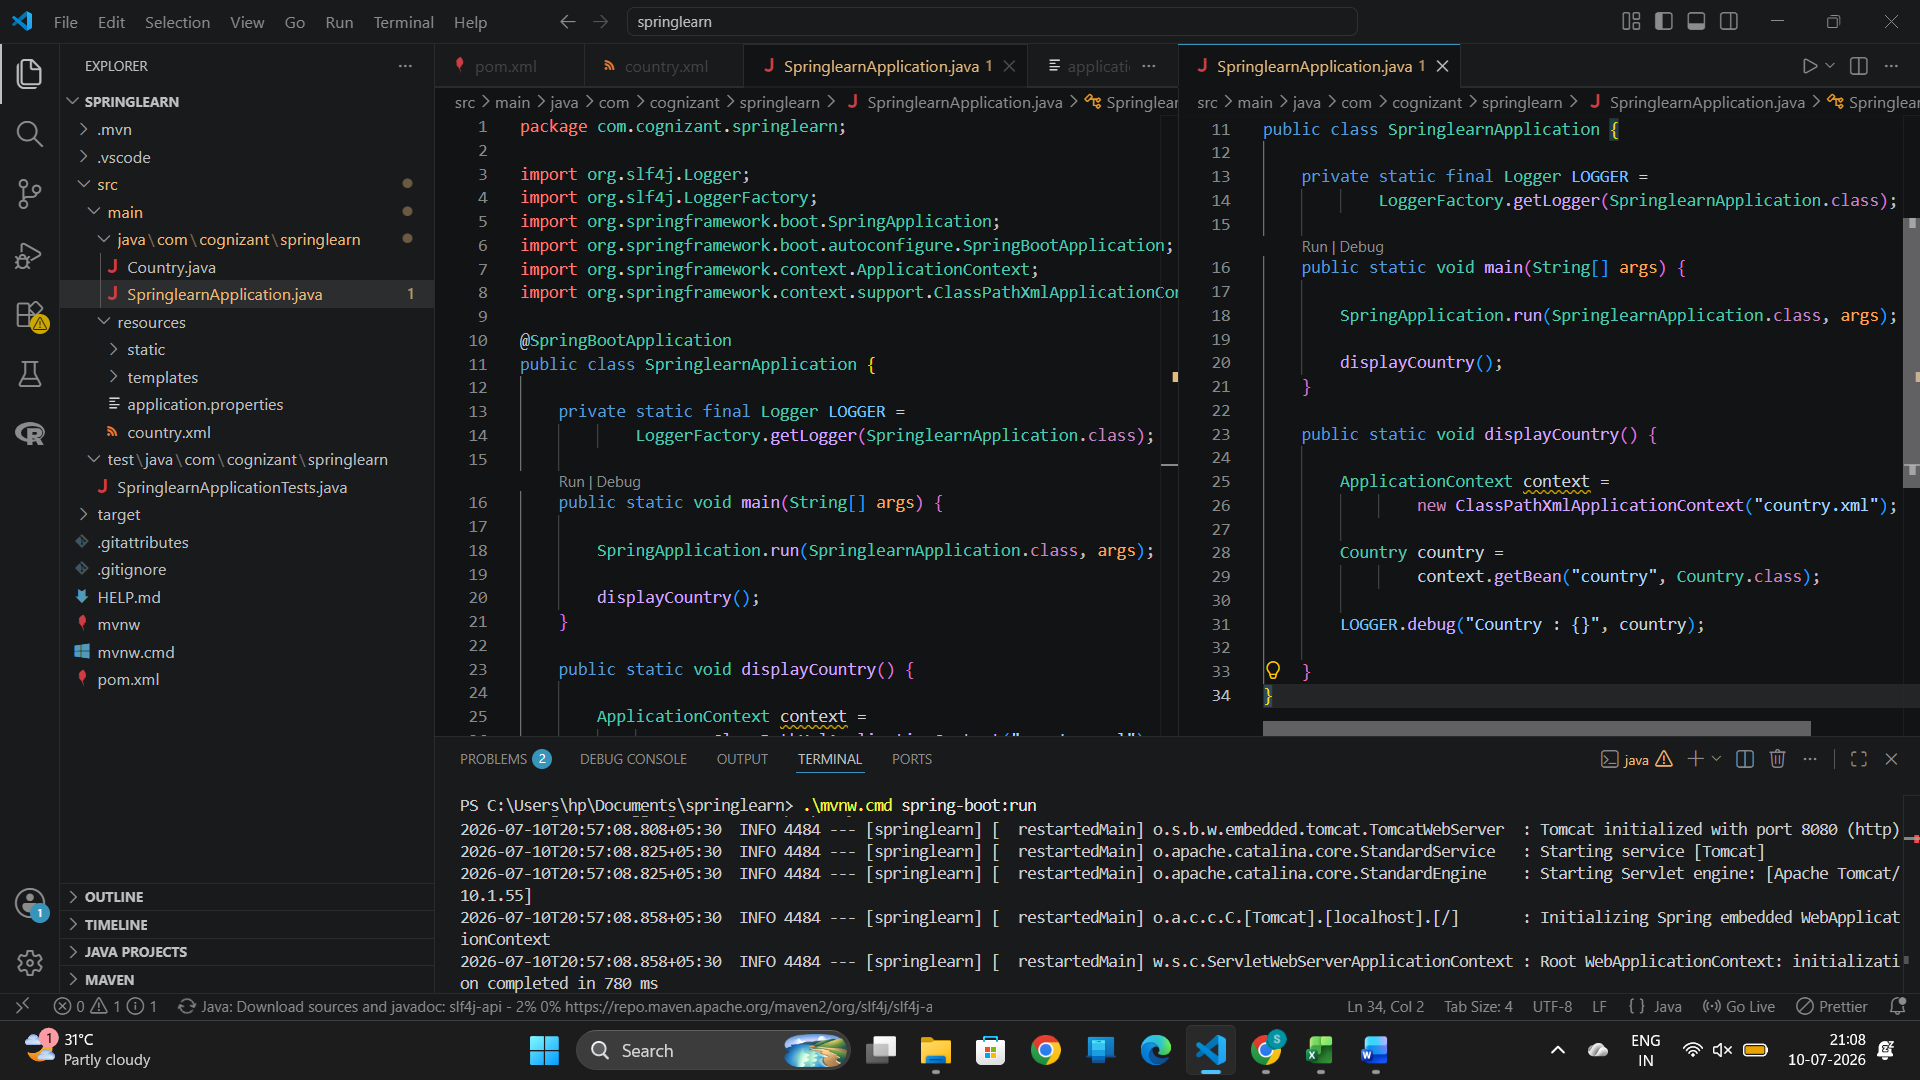 File Edit Selection View Go Run Terminal Help
springlearn
EXPLORER
SPRINGLEARN
.mvn
.vscode
src
main
java\com\cognizant\springlearn
Country.java
SpringlearnApplication.java 1
resources
static
templates
application.properties
country.xml
test\java\com\cognizant\springlearn
SpringlearnApplicationTests.java
target
.gitattributes
.gitignore
HELP.md
mvnw
mvnw.cmd
pom.xml
OUTLINE
TIMELINE
JAVA PROJECTS
MAVEN
pom.xml country.xml SpringlearnApplication.java 1 applicati
src > main > java > com > cognizant > springlearn > SpringlearnApplication.java > Springlear
1 package com.cognizant.springlearn;
2
3 import org.slf4j.Logger;
4 import org.slf4j.LoggerFactory;
5 import org.springframework.boot.SpringApplication;
6 import org.springframework.boot.autoconfigure.SpringBootApplication;
7 import org.springframework.context.ApplicationContext;
8 import org.springframework.context.support.ClassPathXmlApplicationCon
9
10 @SpringBootApplication
11 public class SpringlearnApplication {
12
13 private static final Logger LOGGER =
14 LoggerFactory.getLogger(SpringlearnApplication.class);
15
Run | Debug
16 public static void main(String[] args) {
17
18 SpringApplication.run(SpringlearnApplication.class, args);
19
20 displayCountry();
21 }
22
23 public static void displayCountry() {
24
25 ApplicationContext context =
SpringlearnApplication.java 1
src > main > java > com > cognizant > springlearn > SpringlearnApplication.java > Springlearn
11 public class SpringlearnApplication {
12
13 private static final Logger LOGGER =
14 LoggerFactory.getLogger(SpringlearnApplication.class);
15
Run | Debug
16 public static void main(String[] args) {
17
18 SpringApplication.run(SpringlearnApplication.class, args);
19
20 displayCountry();
21 }
22
23 public static void displayCountry() {
24
25 ApplicationContext context =
26 new ClassPathXmlApplicationContext("country.xml");
27
28 Country country =
29 context.getBean("country", Country.class);
30
31 LOGGER.debug("Country : {}", country);
32
33 }
34 }
PROBLEMS 2 DEBUG CONSOLE OUTPUT TERMINAL PORTS
java
PS C:\Users\hp\Documents\springlearn> .\mvnw.cmd spring-boot:run
2026-07-10T20:57:08.808+05:30 INFO 4484 --- [springlearn] [ restartedMain] o.s.b.w.embedded.tomcat.TomcatWebServer : Tomcat initialized with port 8080 (http)
2026-07-10T20:57:08.825+05:30 INFO 4484 --- [springlearn] [ restartedMain] o.apache.catalina.core.StandardService : Starting service [Tomcat]
2026-07-10T20:57:08.825+05:30 INFO 4484 --- [springlearn] [ restartedMain] o.apache.catalina.core.StandardEngine : Starting Servlet engine: [Apache Tomcat/
10.1.55]
2026-07-10T20:57:08.858+05:30 INFO 4484 --- [springlearn] [ restartedMain] o.a.c.c.C.[Tomcat].[localhost].[/] : Initializing Spring embedded WebApplicat
ionContext
2026-07-10T20:57:08.858+05:30 INFO 4484 --- [springlearn] [ restartedMain] w.s.c.ServletWebServerApplicationContext : Root WebApplicationContext: initializati
on completed in 780 ms
0 1 1 Java: Download sources and javadoc: slf4j-api - 2% 0% https://repo.maven.apache.org/maven2/org/slf4j/slf4j-a
Ln 34, Col 2 Tab Size: 4 UTF-8 LF {} Java Go Live Prettier
1
31°C
Partly cloudy
Search
ENG
IN
21:08
10-07-2026